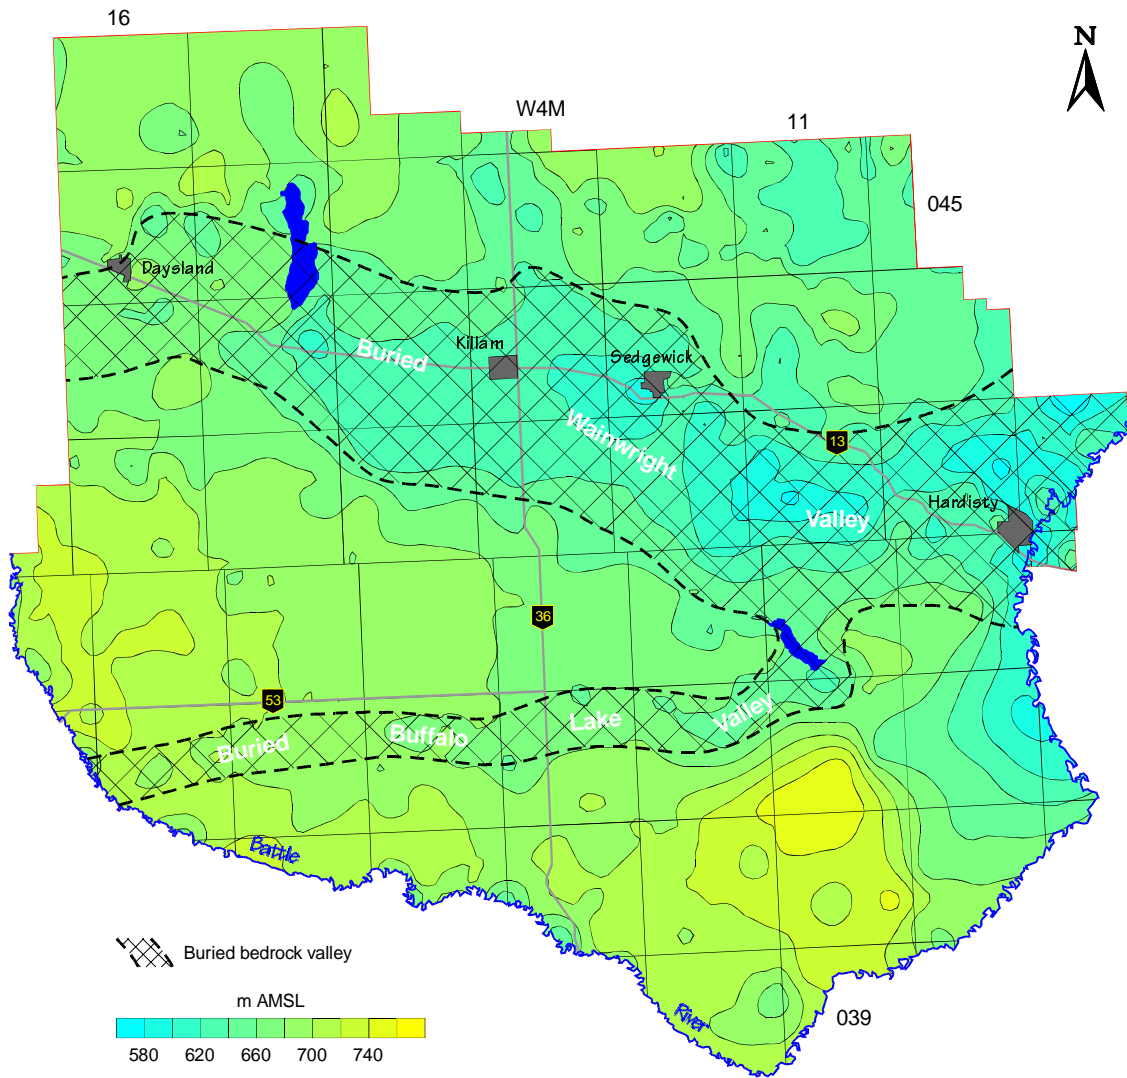 16
N
W4M
11
045
Daysland
Killam
Buried
Sedgewick
Wainwright
13
Hardisty
Valley
36
53
Lake
Valley
Buffalo
Buried
Battle
Buried bedrock valley
m AMSL
River
039
580 620 660 700 740